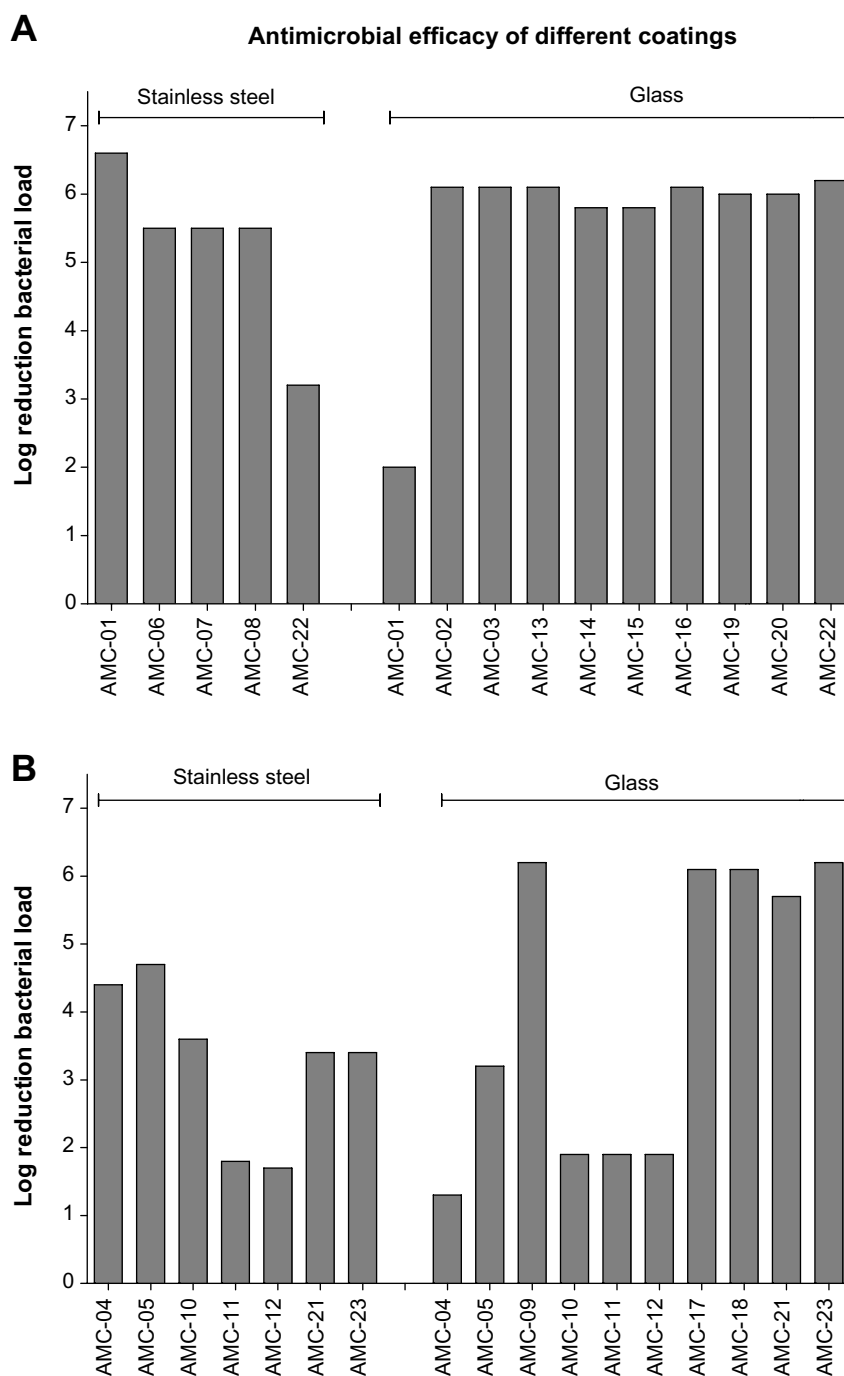 A
Antimicrobial efficacy of different coatings
Stainless steel
Glass
Log reduction bacterial load
7
6
5
4
3
2
1
0
AMC-01
AMC-06
AMC-07
AMC-08
AMC-22
AMC-01
AMC-02
AMC-03
AMC-13
AMC-14
AMC-15
AMC-16
AMC-19
AMC-20
AMC-22
B
Stainless steel
Glass
Log reduction bacterial load
7
6
5
4
3
2
1
0
AMC-04
AMC-05
AMC-10
AMC-11
AMC-12
AMC-21
AMC-23
AMC-04
AMC-05
AMC-09
AMC-10
AMC-11
AMC-12
AMC-17
AMC-18
AMC-21
AMC-23